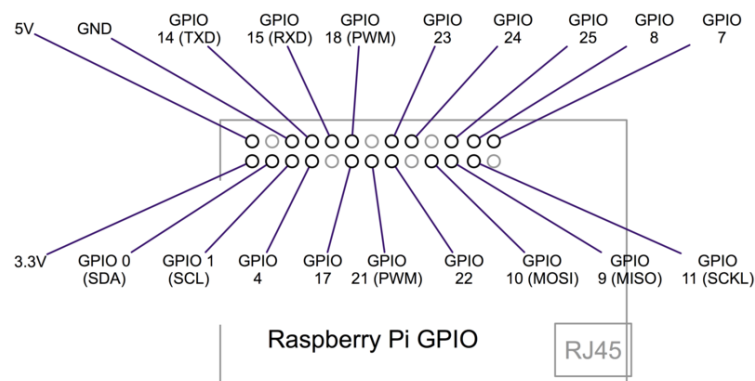 5V
GND
GPIO
14 (TXD)
GPIO
15 (RXD)
GPIO
18 (PWM)
GPIO
23
GPIO
24
GPIO
25
GPIO
8
GPIO
7
3.3V
GPIO 0
(SDA)
GPIO 1
(SCL)
GPIO
4
GPIO
17
GPIO
21 (PWM)
GPIO
22
GPIO
10 (MOSI)
GPIO
9 (MISO)
GPIO
11 (SCKL)
Raspberry Pi GPIO
RJ45